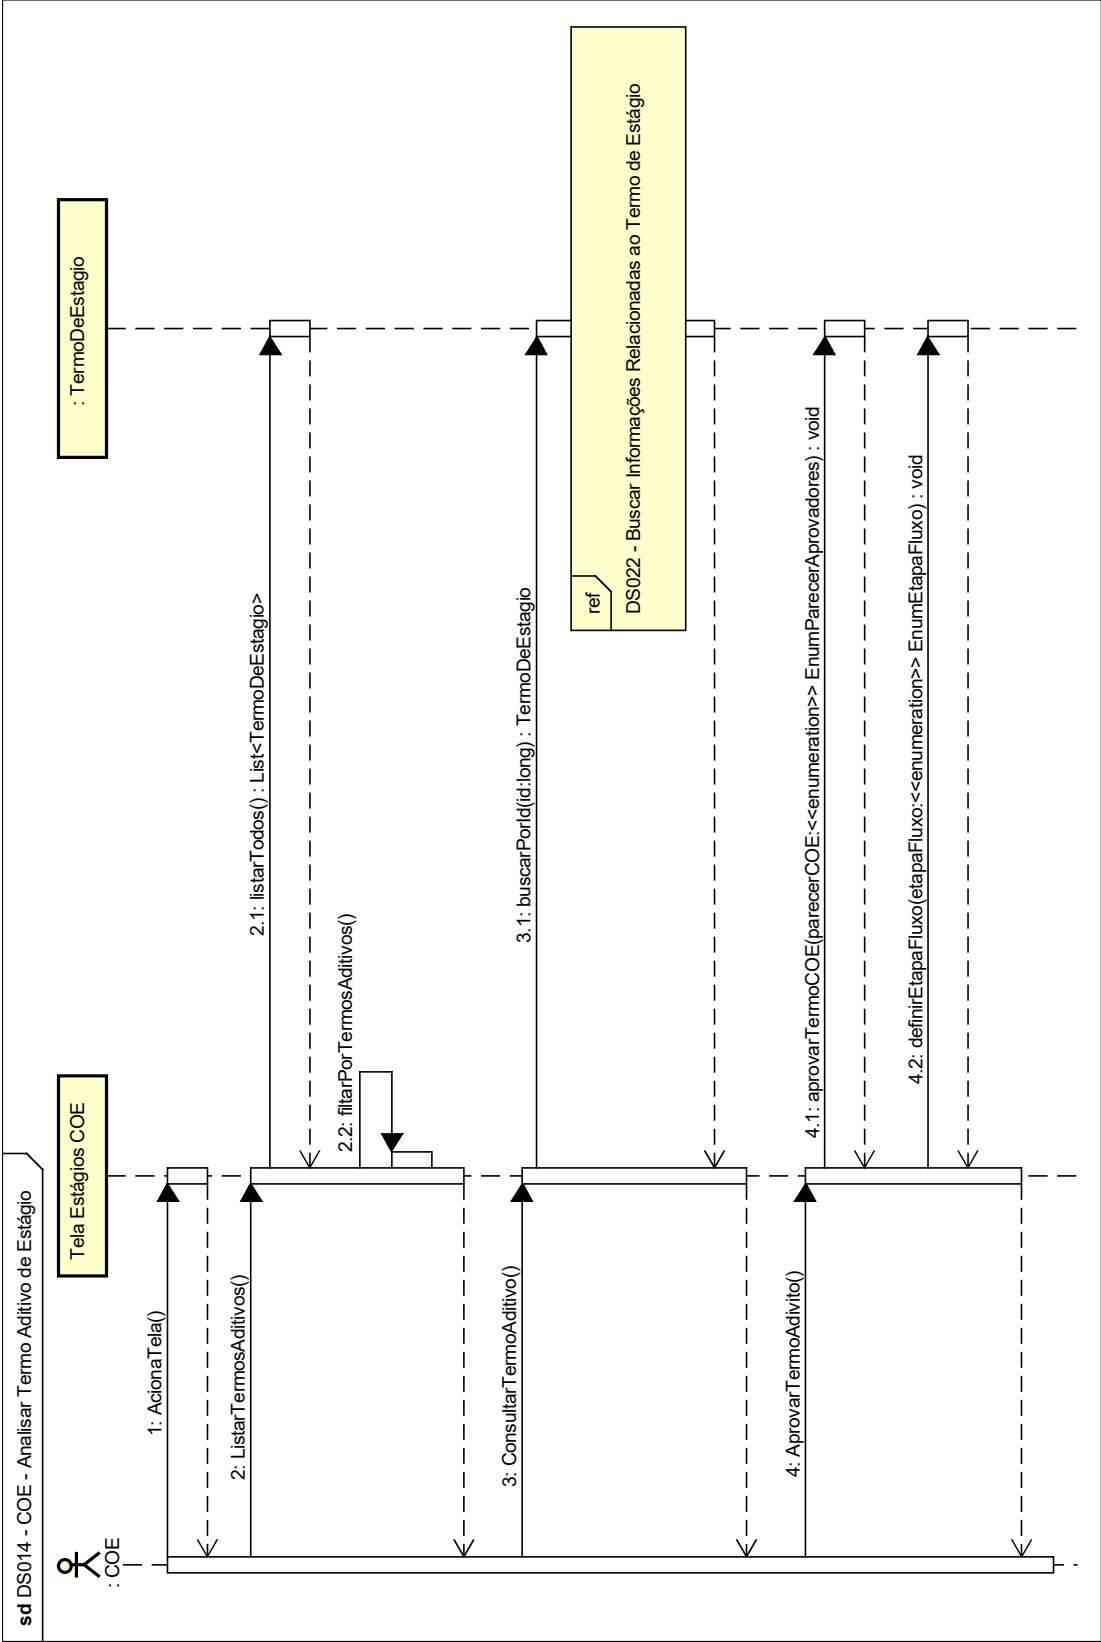 sd DS014 - COE - Analisar Termo Aditivo de Estágio
: COE
Tela Estágios COE
: TermoDeEstagio
1: AcionaTela()
2: ListarTermosAditivos()
2.1: listarTodos() : List<TermoDeEstagio>
2.2: filtarPorTermosAditivos()
3: ConsultarTermoAditivo()
3.1: buscarPorId(id:long) : TermoDeEstagio
ref
DS022 - Buscar Informações Relacionadas ao Termo de Estágio
4: AprovarTermoAdivito()
4.1: aprovarTermoCOE(parecerCOE:<<enumeration>> EnumParecerAprovadores) : void
4.2: definirEtapaFluxo(etapaFluxo:<<enumeration>> EnumEtapaFluxo) : void